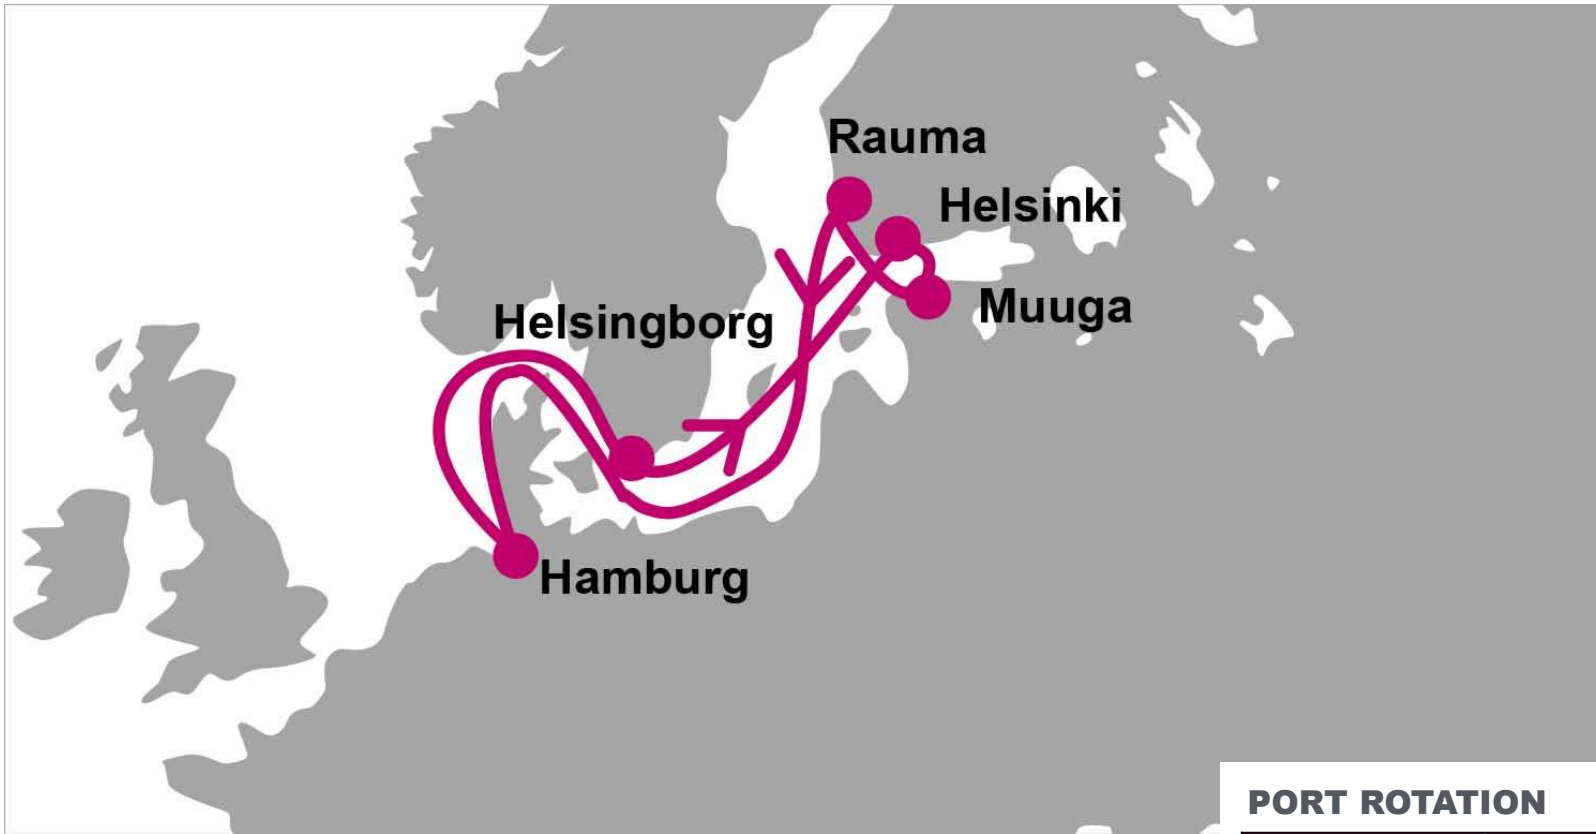 Rauma
Helsinki
Muuga
Helsingborg
Hamburg
PORT ROTATION